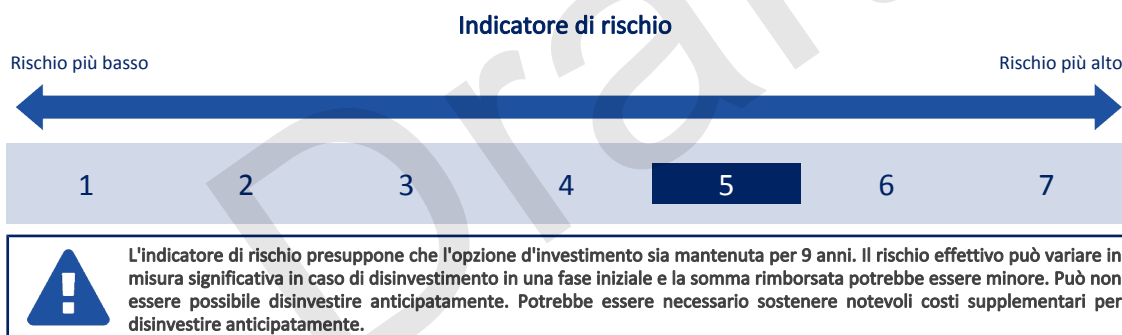 Indicatore di rischio
Rischio più basso
Rischio più alto
1 2 3 4 5 6 7
L'indicatore di rischio presuppone che l'opzione d'investimento sia mantenuta per 9 anni. Il rischio effettivo può variare in
misura significativa in caso di disinvestimento in una fase iniziale e la somma rimborsata potrebbe essere minore. Può non
essere possibile disinvestire anticipatamente. Potrebbe essere necessario sostenere notevoli costi supplementari per
disinvestire anticipatamente.